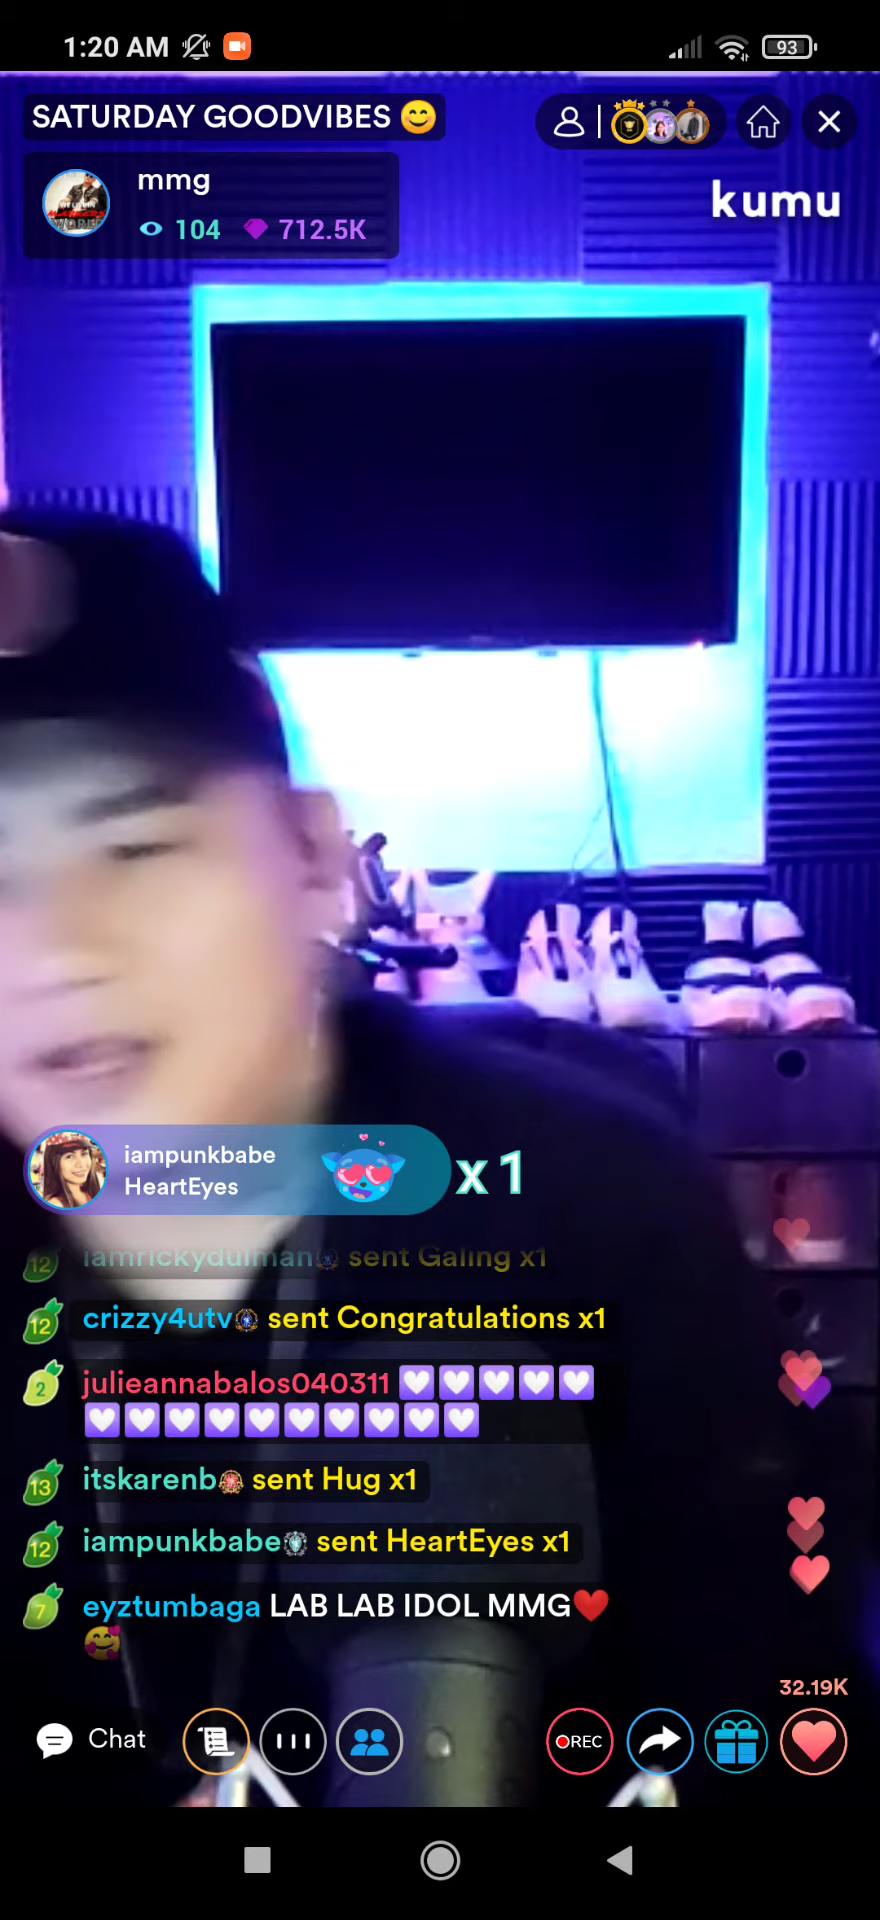 1:20 AM
93
SATURDAY GOODVIBES 😊
mmg
104 712.5K
kumu
iampunkbabe
HeartEyes
x 1
12 iamrickydulman sent Galing x1
12 crizzy4utv sent Congratulations x1
2 julieannabalos040311 💜💜💜💜💜
💜💜💜💜💜💜💜💜💜💜
13 itskarenb sent Hug x1
12 iampunkbabe sent HeartEyes x1
7 eyztumbaga LAB LAB IDOL MMG❤️
🥰
32.19K
Chat
REC